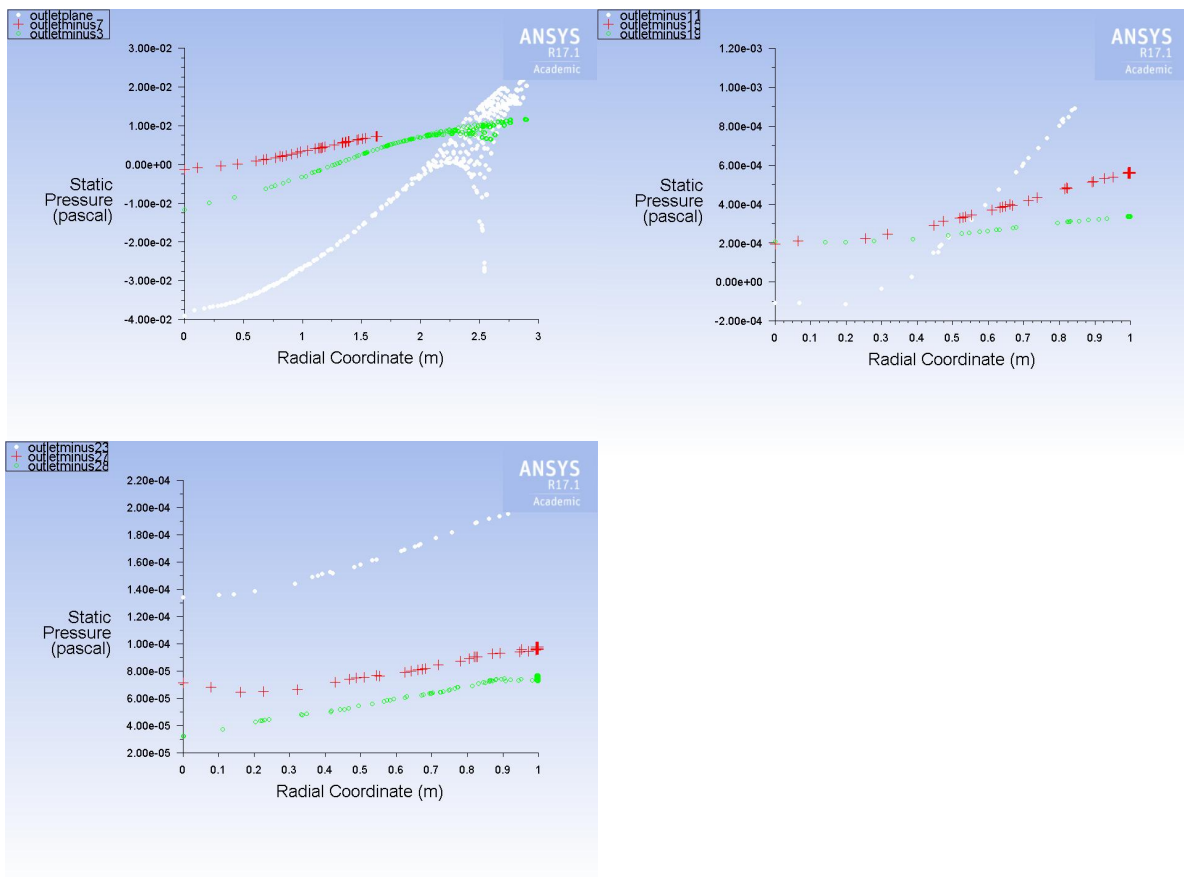 outletplane
outletminus7
outletminus3
ANSYS
R17.1
Academic
3.00e-02
2.00e-02
1.00e-02
0.00e+00
-1.00e-02
-2.00e-02
-3.00e-02
-4.00e-02
Static
Pressure
(pascal)
0 0.5 1 1.5 2 2.5 3
Radial Coordinate (m)
outletminus11
outletminus15
outletminus19
ANSYS
R17.1
Academic
1.20e-03
1.00e-03
8.00e-04
6.00e-04
4.00e-04
2.00e-04
0.00e+00
-2.00e-04
Static
Pressure
(pascal)
0 0.1 0.2 0.3 0.4 0.5 0.6 0.7 0.8 0.9 1
Radial Coordinate (m)
outletminus23
outletminus27
outletminus28
ANSYS
R17.1
Academic
2.20e-04
2.00e-04
1.80e-04
1.60e-04
1.40e-04
1.20e-04
1.00e-04
8.00e-05
6.00e-05
4.00e-05
2.00e-05
Static
Pressure
(pascal)
0 0.1 0.2 0.3 0.4 0.5 0.6 0.7 0.8 0.9 1
Radial Coordinate (m)